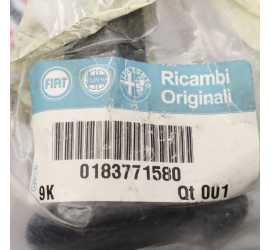 FIAT
Ricambi
Originali
0183771580
9K Qt 001